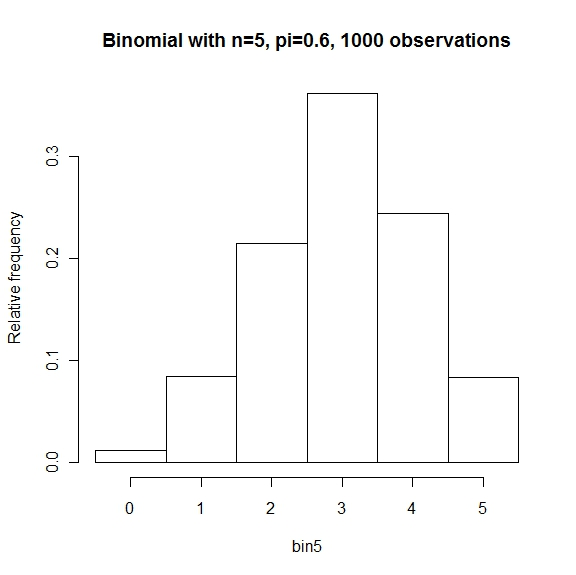 Binomial with n=5, pi=0.6, 1000 observations
Relative frequency
0.3
0.2
0.1
0.0
0 1 2 3 4 5
bin5